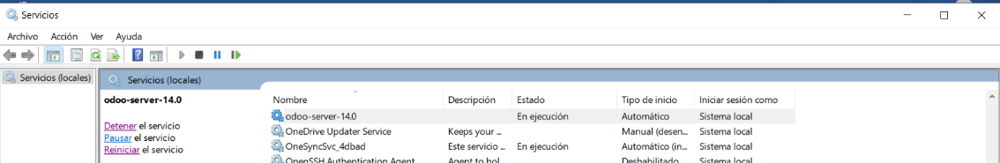 Servicios
Archivo Acción Ver Ayuda
Servicios (locales)
Servicios (locales)
odoo-server-14.0
Detener el servicio
Pausar el servicio
Reiniciar el servicio
Nombre Descripción Estado Tipo de inicio Iniciar sesión como
odoo-server-14.0 En ejecución Automático Sistema local
OneDrive Updater Service Keeps your ... Manual (desen... Sistema local
OneSyncSvc_4dbad Este servicio ... En ejecución Automático (in... Sistema local
OpenSSH Authentication Agent Agent to hol... Deshabilitado Sistema local